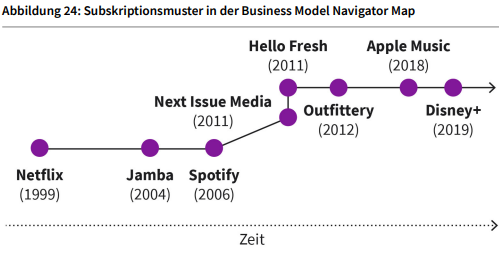 Abbildung 24: Subskriptionsmuster in der Business Model Navigator Map
Hello Fresh
(2011)
Apple Music
(2018)
Next Issue Media
(2011)
Outfittery
(2012)
Disney+
(2019)
Netflix
(1999)
Jamba
(2004)
Spotify
(2006)
Zeit